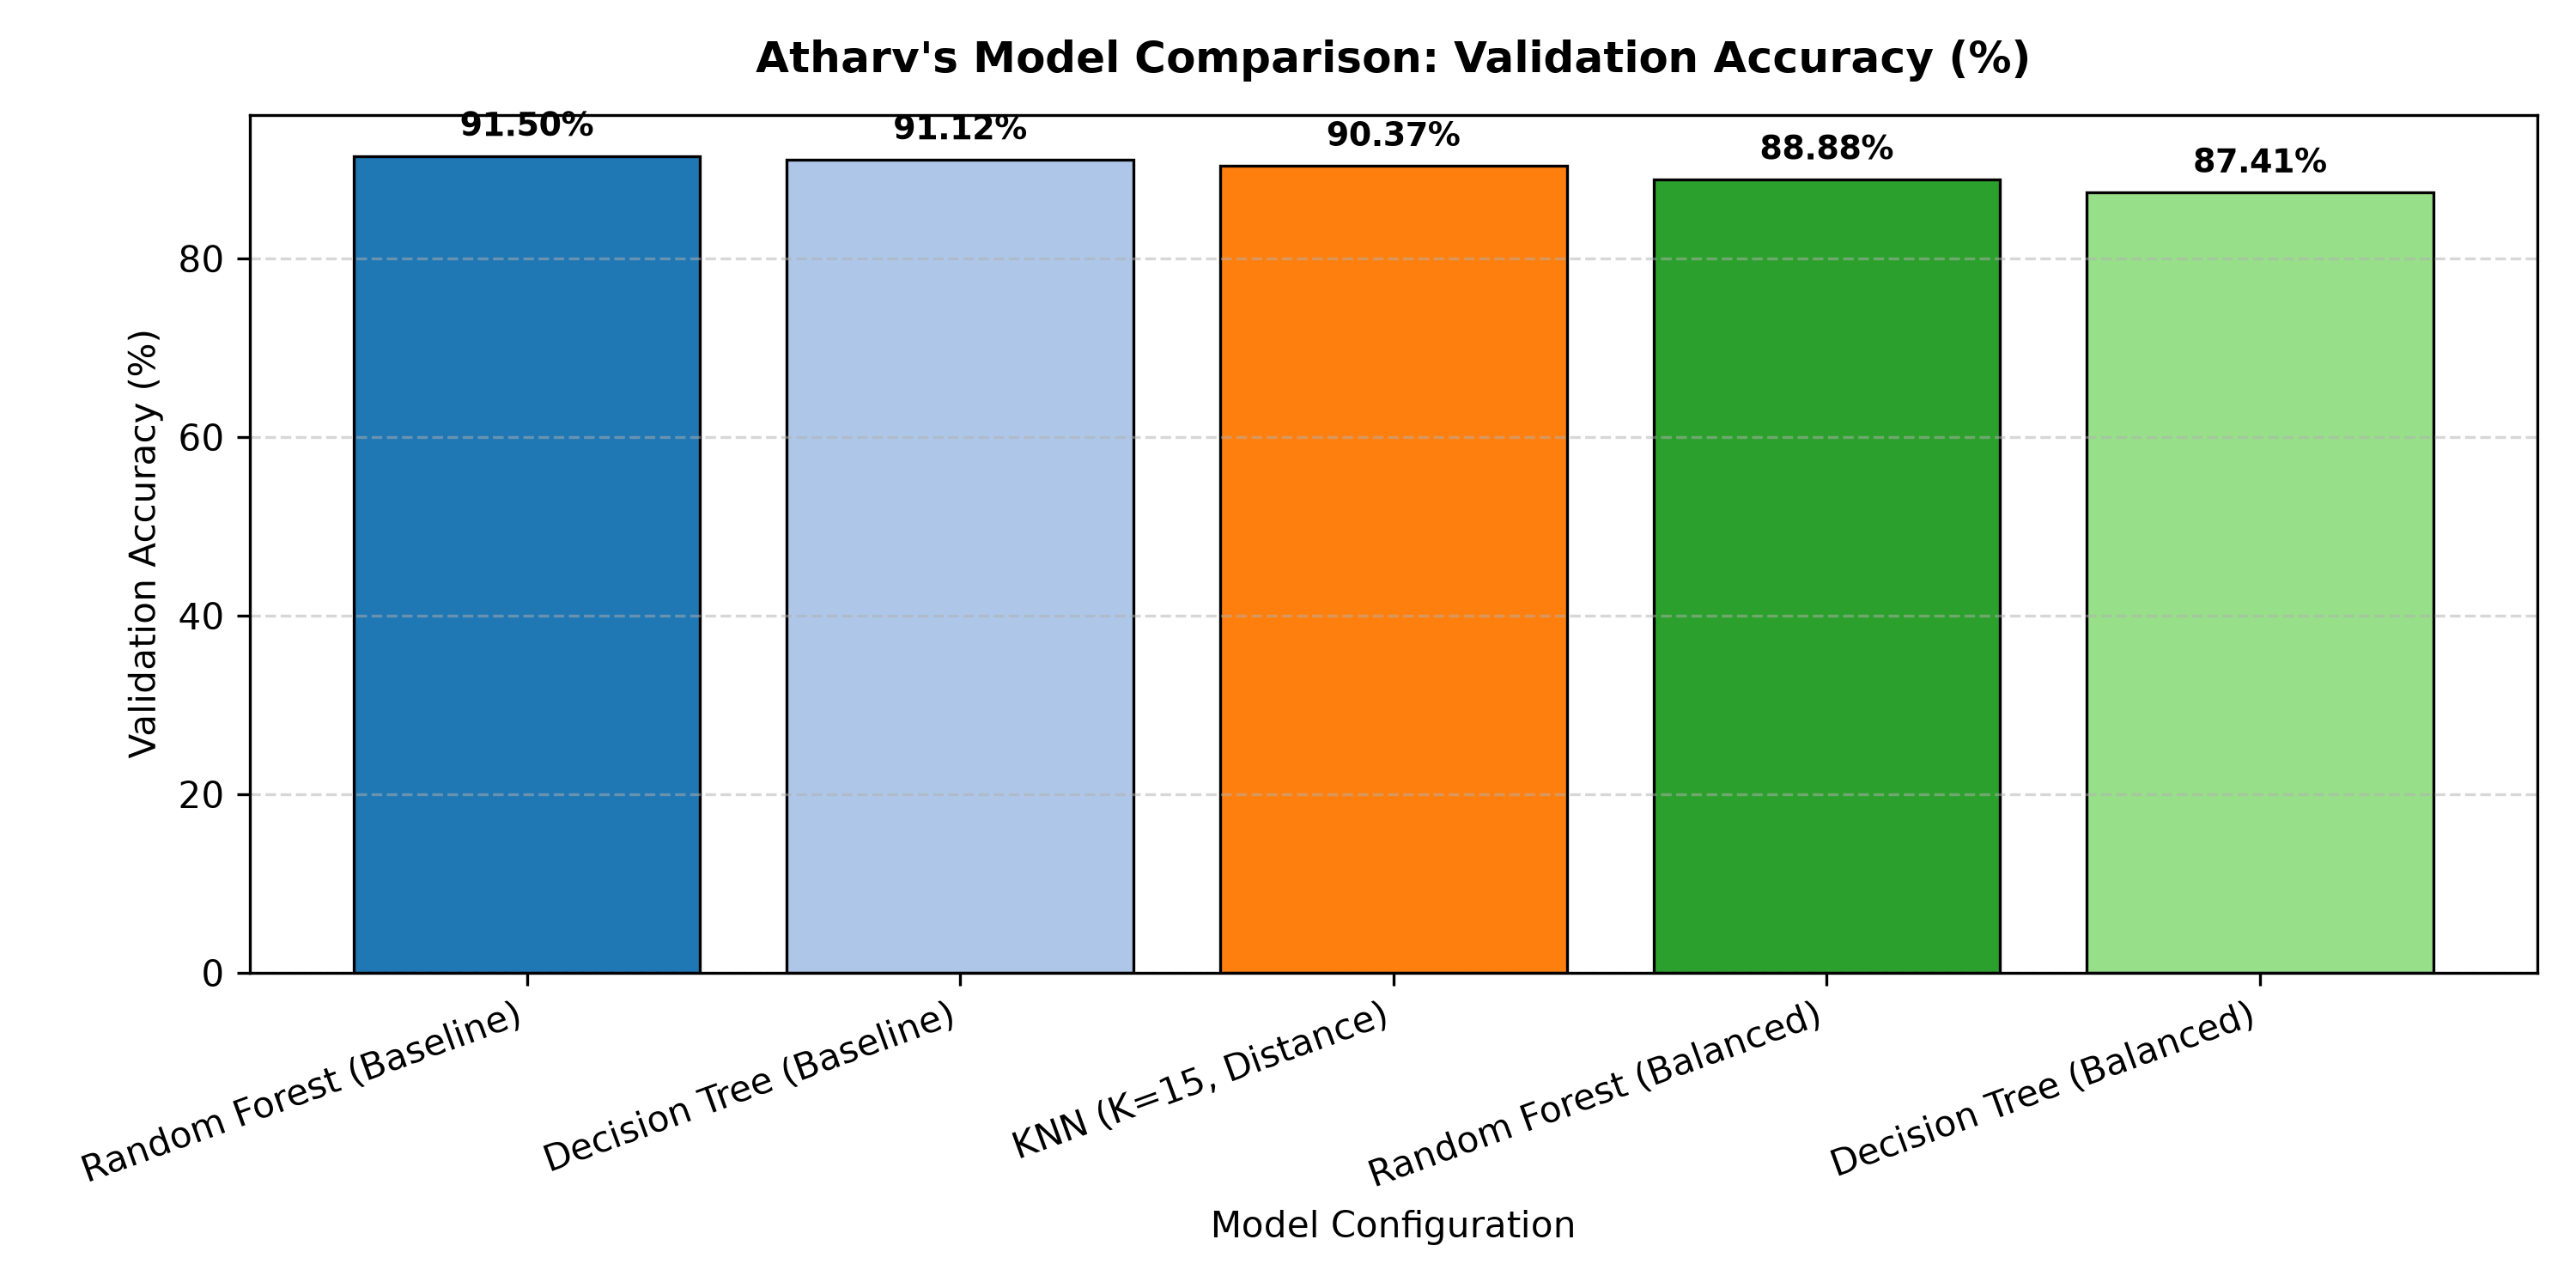 Atharv's Model Comparison: Validation Accuracy (%)
91.50%
91.12%
90.37%
88.88%
87.41%
Validation Accuracy (%)
80
60
40
20
0
Random Forest (Baseline)
Decision Tree (Baseline)
KNN (K=15, Distance)
Random Forest (Balanced)
Decision Tree (Balanced)
Model Configuration